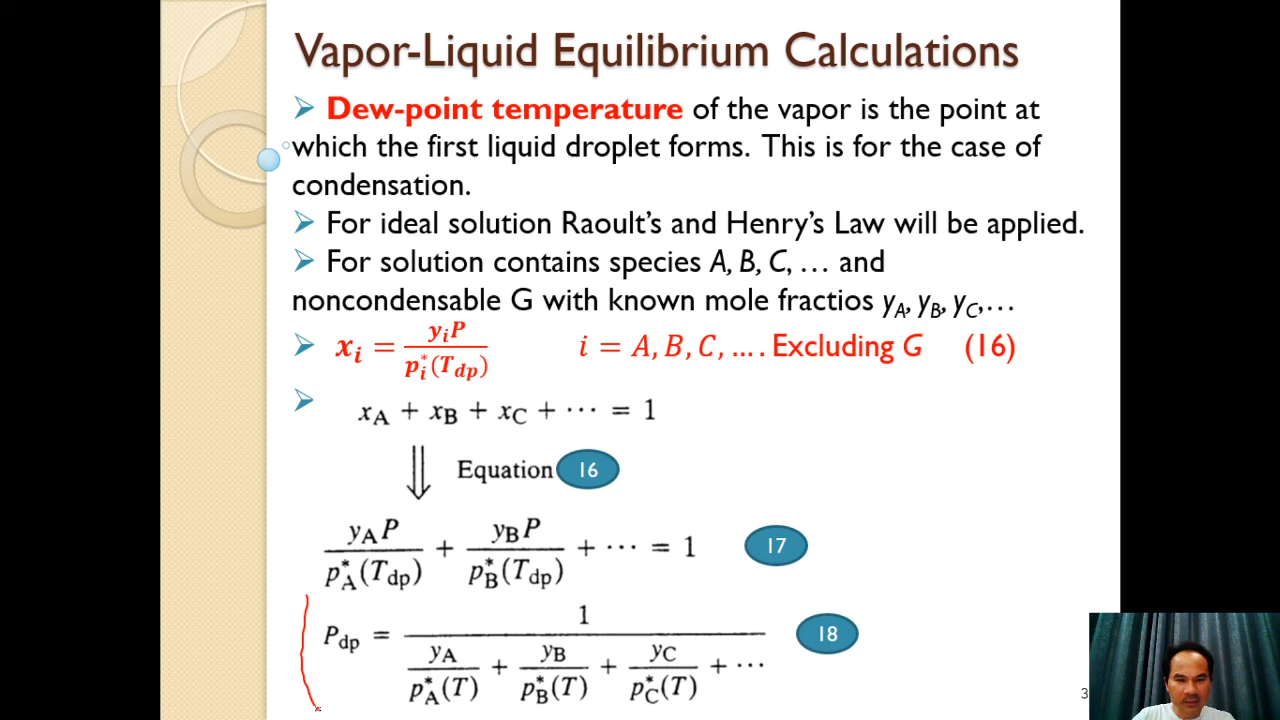 Vapor-Liquid Equilibrium Calculations
➢ Dew-point temperature of the vapor is the point at
which the first liquid droplet forms. This is for the case of
condensation.
➢ For ideal solution Raoult's and Henry's Law will be applied.
➢ For solution contains species A, B, C, … and
noncondensable G with known mole fractios y_A, y_B, y_C,…
➢ x_i = y_i P / p_i^*(T_dp) i = A, B, C, … . Excluding G (16)
➢ x_A + x_B + x_C + ⋯ = 1
⇓ Equation 16
y_A P / p_A^*(T_dp) + y_B P / p_B^*(T_dp) + ⋯ = 1 17
P_dp = 1 / (y_A / p_A^*(T) + y_B / p_B^*(T) + y_C / p_C^*(T) + ⋯) 18
3